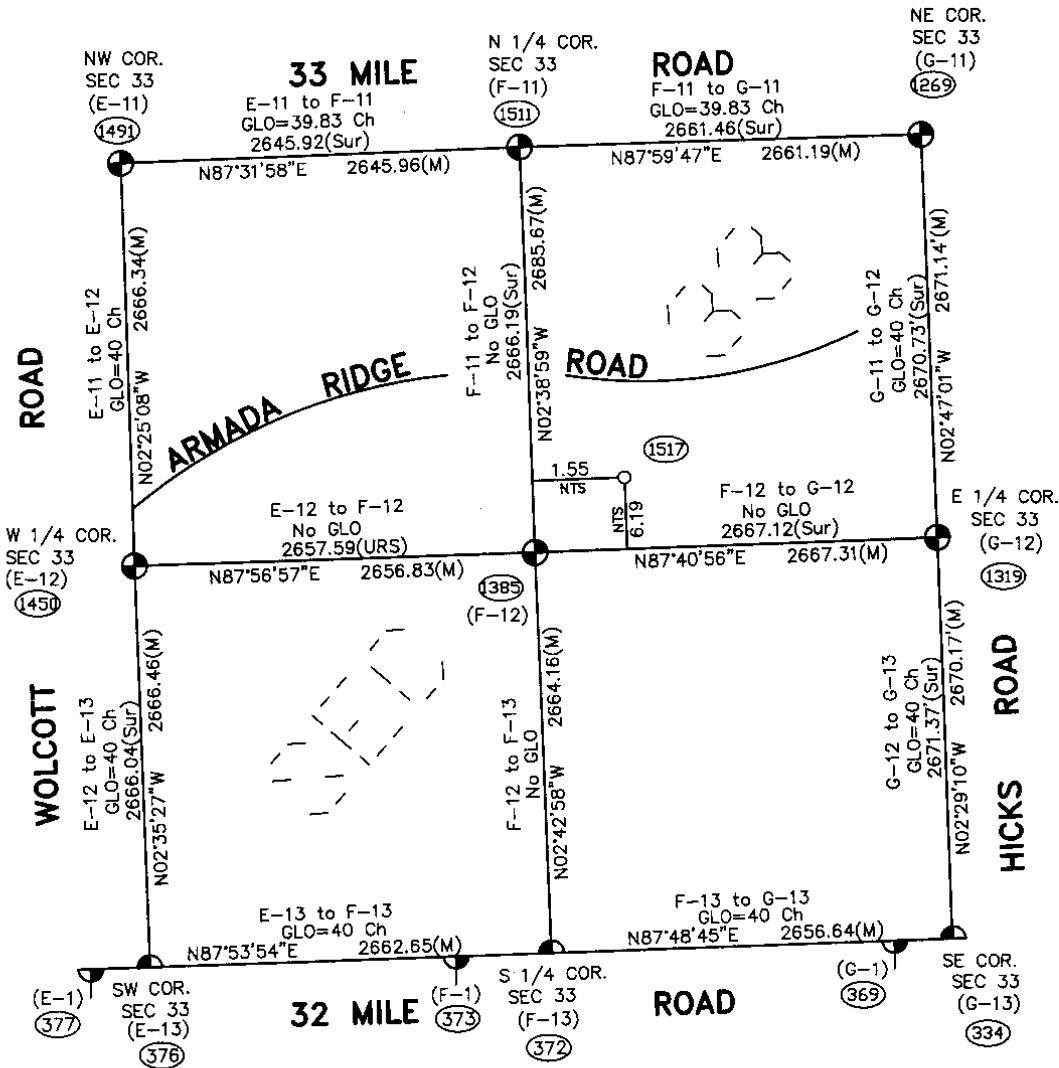 NE COR.
SEC 33
(G-11)
1269
N 1/4 COR.
SEC 33
(F-11)
1511
NW COR.
SEC 33
(E-11)
1491
33 MILE
ROAD
E-11 to F-11
GLO=39.83 Ch
2645.92(Sur)
N87°31'58"E 2645.96(M)
F-11 to G-11
GLO=39.83 Ch
2661.46(Sur)
N87°59'47"E 2661.19(M)
ROAD
E-11 to E-12
GLO=40 Ch
N02°25'08"W 2666.34(M)
F-11 to F-12
No GLO
2666.19(Sur)
N02°38'59"W 2685.67(M)
G-11 to G-12
GLO=40 Ch
2670.73'(Sur)
N02°47'01"W 2671.14'(M)
ARMADA RIDGE ROAD
1517
1.55
NTS
NTS
6.19
W 1/4 COR.
SEC 33
(E-12)
1450
E-12 to F-12
No GLO
2657.59(URS)
N87°56'57"E 2656.83(M)
1385
(F-12)
F-12 to G-12
No GLO
2667.12(Sur)
N87°40'56"E 2667.31(M)
E 1/4 COR.
SEC 33
(G-12)
1319
WOLCOTT
E-12 to E-13
GLO=40 Ch
2666.04(Sur)
N02°35'27"W 2666.46(M)
F-12 to F-13
No GLO
N02°42'58"W 2664.16(M)
G-12 to G-13
GLO=40 Ch
2671.37'(Sur)
N02°29'10"W 2670.17'(M)
HICKS ROAD
E-13 to F-13
GLO=40 Ch
N87°53'54"E 2662.65(M)
F-13 to G-13
GLO=40 Ch
N87°48'45"E 2656.64(M)
(E-1)
377
SW COR.
SEC 33
(E-13)
376
32 MILE
(F-1)
373
S 1/4 COR.
SEC 33
(F-13)
372
ROAD
(G-1)
369
SE COR.
SEC 33
(G-13)
334